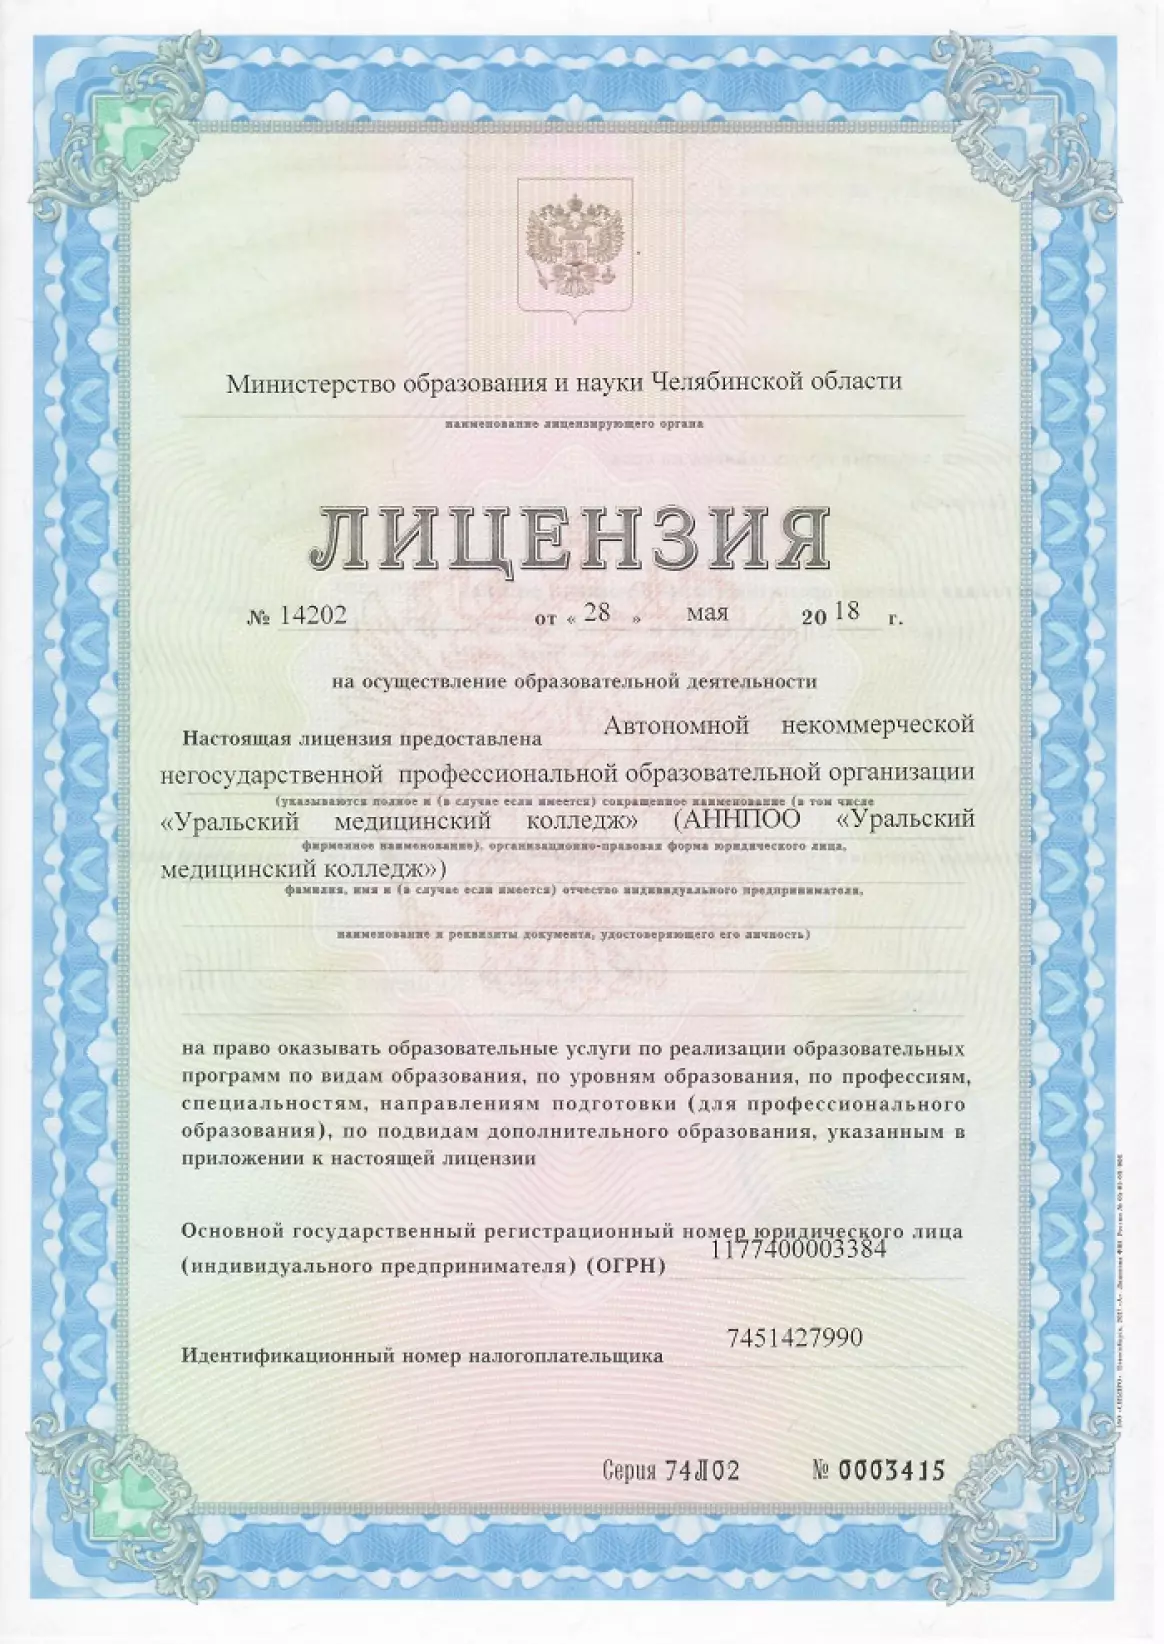 Министерство образования и науки Челябинской области
наименование лицензирующего органа
ЛИЦЕНЗИЯ
№ 14202 от « 28 » мая 2018 г.
на осуществление образовательной деятельности
Настоящая лицензия предоставлена Автономной некоммерческой
негосударственной профессиональной образовательной организации
(указываются полное и (в случае если имеется) сокращенное наименование (в том числе
«Уральский медицинский колледж» (АННПОО «Уральский
фирменное наименование), организационно-правовая форма юридического лица,
медицинский колледж»)
фамилия, имя и (в случае если имеется) отчество индивидуального предпринимателя,
наименование и реквизиты документа, удостоверяющего его личность)
на право оказывать образовательные услуги по реализации образовательных
программ по видам образования, по уровням образования, по профессиям,
специальностям, направлениям подготовки (для профессионального
образования), по подвидам дополнительного образования, указанным в
приложении к настоящей лицензии
Основной государственный регистрационный номер юридического лица
(индивидуального предпринимателя) (ОГРН) 1177400003384
Идентификационный номер налогоплательщика 7451427990
Серия 74Л02 № 0003415